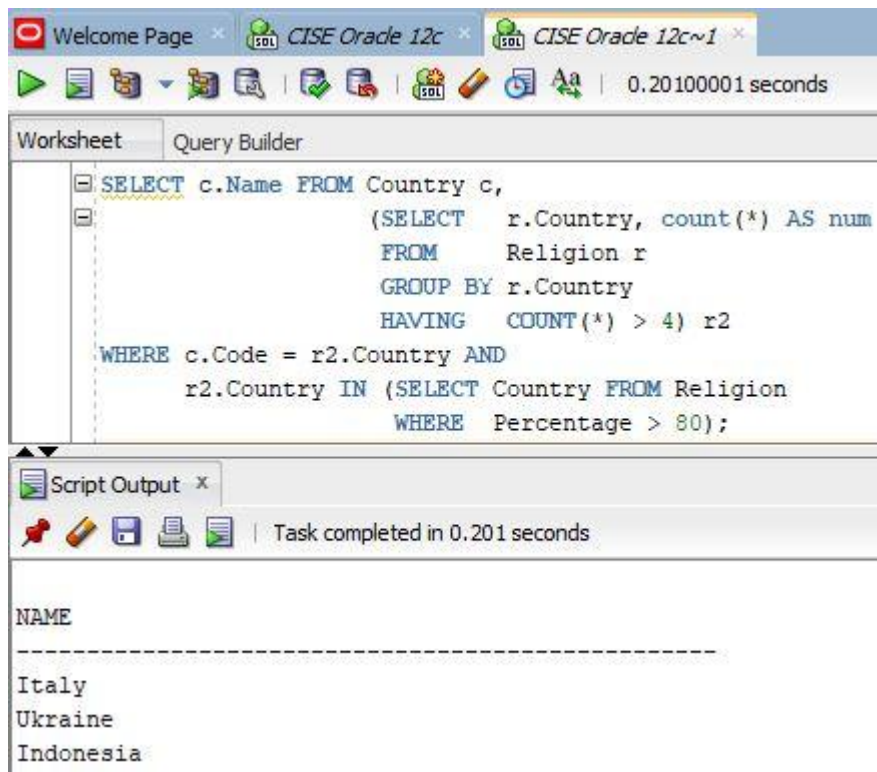 Welcome Page × CISE Oracle 12c × CISE Oracle 12c~1 ×
0.20100001 seconds
Worksheet Query Builder
SELECT c.Name FROM Country c,
(SELECT r.Country, count(*) AS num
FROM Religion r
GROUP BY r.Country
HAVING COUNT(*) > 4) r2
WHERE c.Code = r2.Country AND
r2.Country IN (SELECT Country FROM Religion
WHERE Percentage > 80);
Script Output x
Task completed in 0.201 seconds
NAME
--------------------------------------------------
Italy
Ukraine
Indonesia